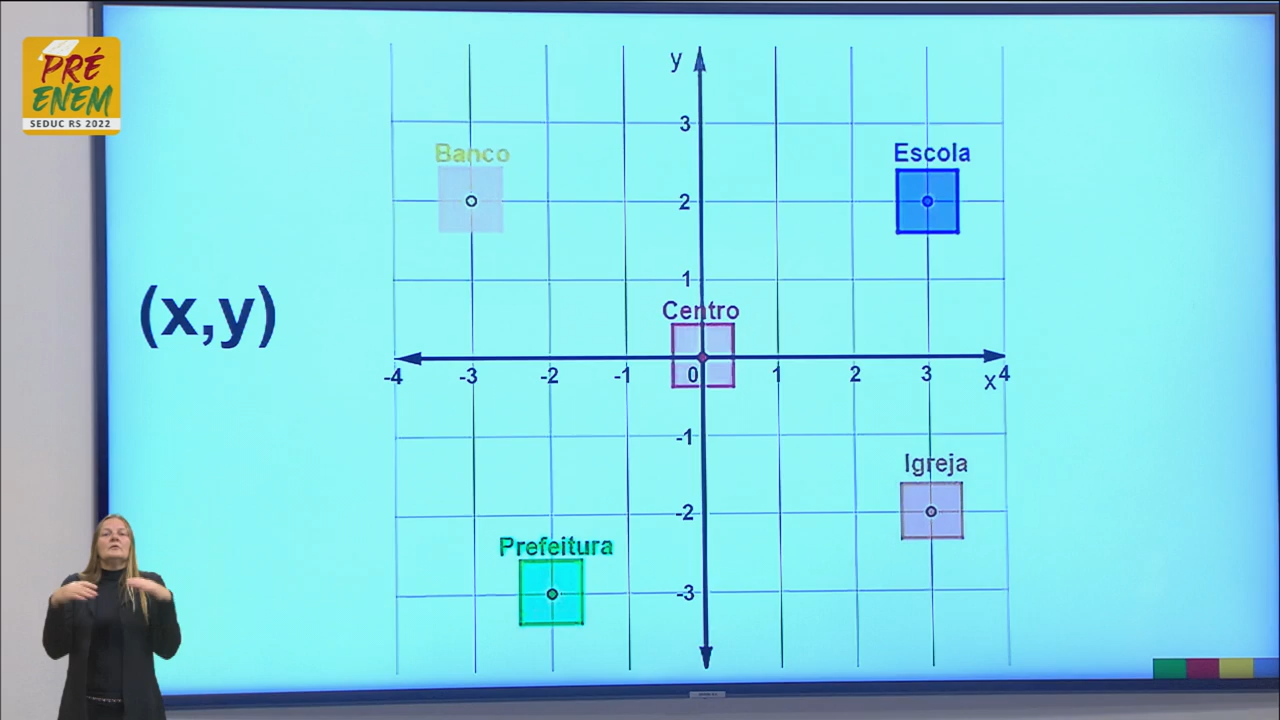 PRÉ
ENEM
SEDUC RS 2022
y
3
Banco
Escola
2
1
(x,y)
Centro
-4
-3
-2
-1
0
1
2
3
x
4
-1
Igreja
-2
Prefeitura
-3